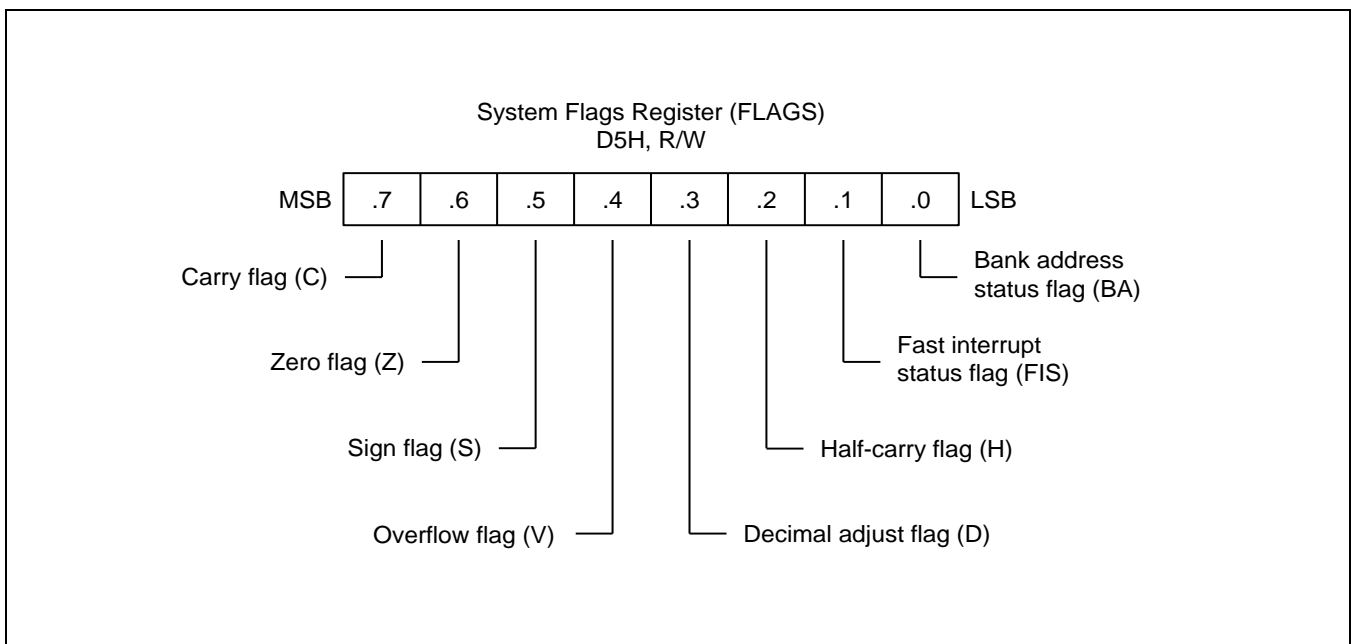 System Flags Register (FLAGS)
D5H, R/W
MSB .7 .6 .5 .4 .3 .2 .1 .0 LSB
Carry flag (C)
Bank address
status flag (BA)
Zero flag (Z)
Fast interrupt
status flag (FIS)
Sign flag (S)
Half-carry flag (H)
Overflow flag (V)
Decimal adjust flag (D)